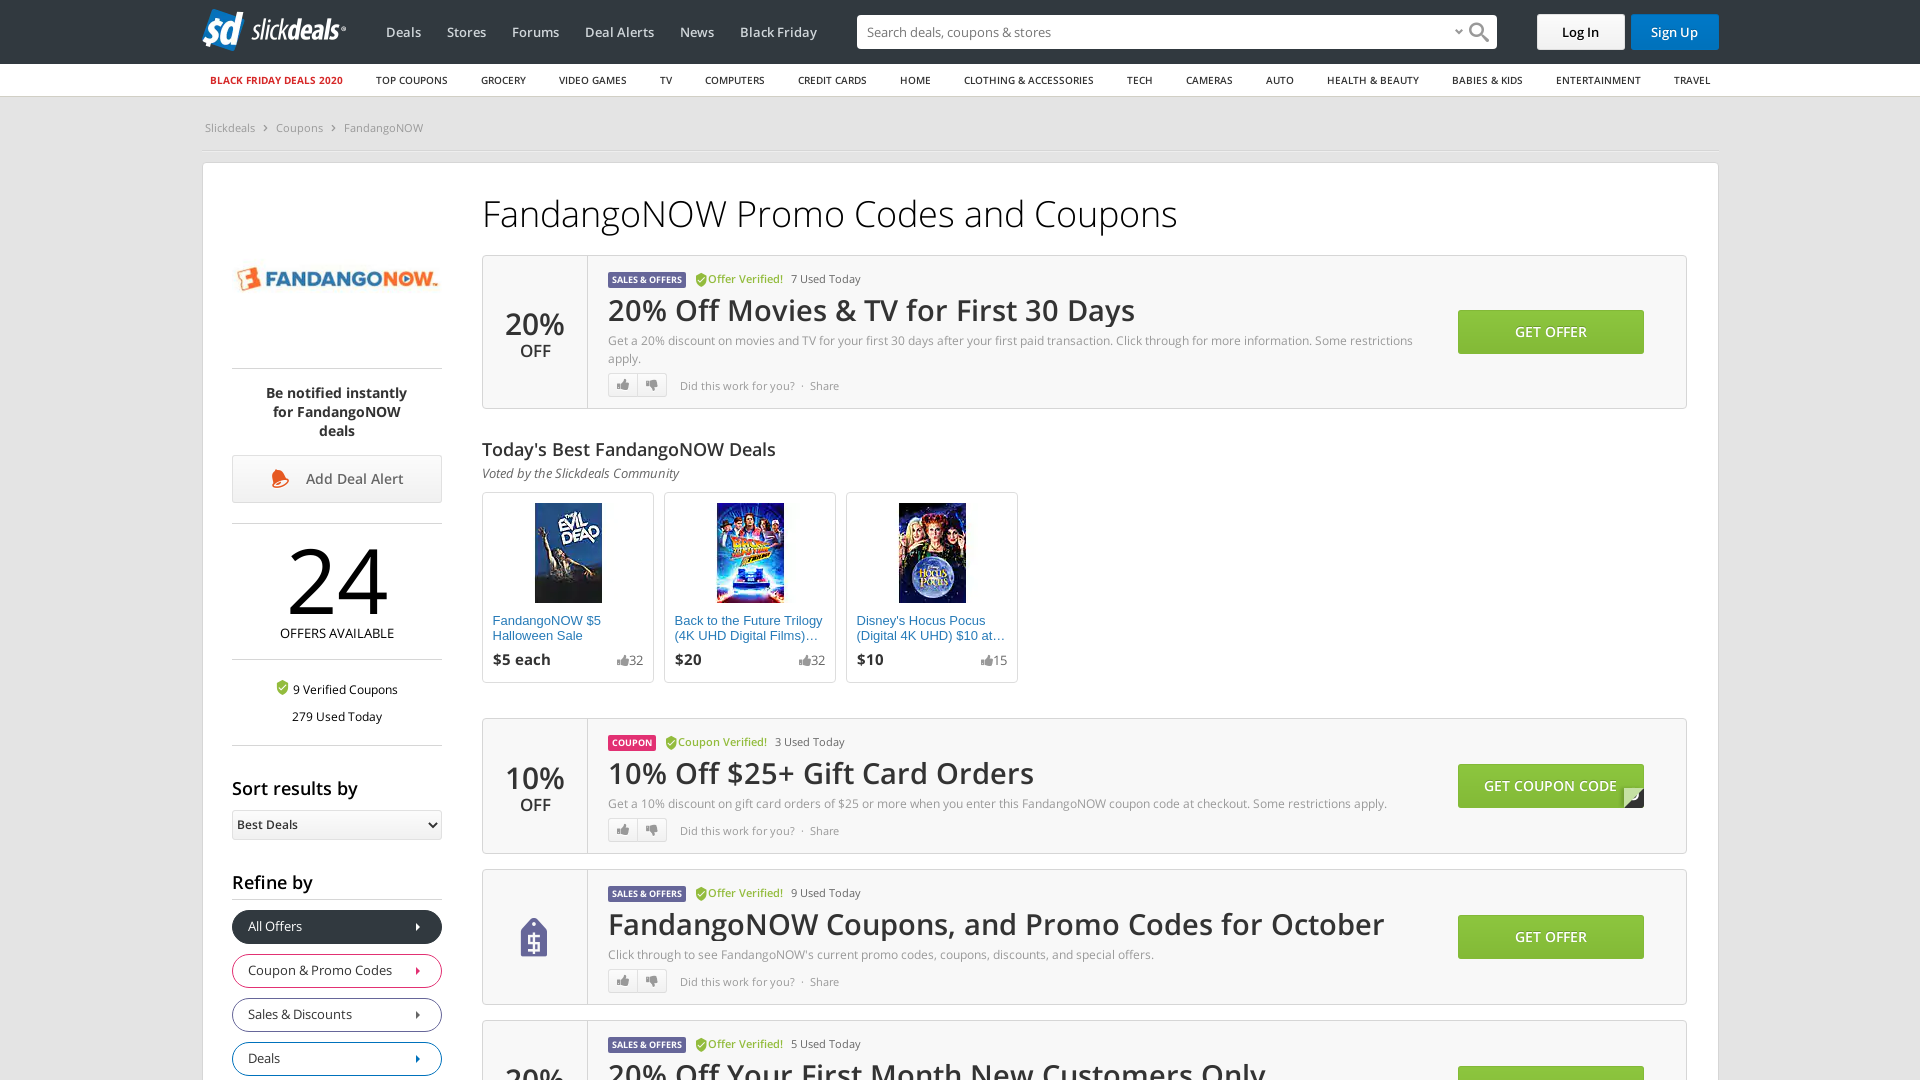 sd slickdeals
Deals Stores Forums Deal Alerts News Black Friday
Search deals, coupons & stores
Log In Sign Up
BLACK FRIDAY DEALS 2020 TOP COUPONS GROCERY VIDEO GAMES TV COMPUTERS CREDIT CARDS HOME CLOTHING & ACCESSORIES TECH CAMERAS AUTO HEALTH & BEAUTY BABIES & KIDS ENTERTAINMENT TRAVEL
Slickdeals > Coupons > FandangoNOW
FANDANGONOW
Be notified instantly
for FandangoNOW
deals
Add Deal Alert
24
OFFERS AVAILABLE
9 Verified Coupons
279 Used Today
Sort results by
Best Deals
Refine by
All Offers
Coupon & Promo Codes
Sales & Discounts
Deals
FandangoNOW Promo Codes and Coupons
20%
OFF
SALES & OFFERS Offer Verified! 7 Used Today
20% Off Movies & TV for First 30 Days
Get a 20% discount on movies and TV for your first 30 days after your first paid transaction. Click through for more information. Some restrictions
apply.
Did this work for you? · Share
GET OFFER
Today's Best FandangoNOW Deals
Voted by the Slickdeals Community
THE EVIL DEAD
FandangoNOW $5
Halloween Sale
$5 each 32
BACK TO THE FUTURE TRILOGY
Back to the Future Trilogy
(4K UHD Digital Films)…
$20 32
HOCUS POCUS
Disney's Hocus Pocus
(Digital 4K UHD) $10 at…
$10 15
10%
OFF
COUPON Coupon Verified! 3 Used Today
10% Off $25+ Gift Card Orders
Get a 10% discount on gift card orders of $25 or more when you enter this FandangoNOW coupon code at checkout. Some restrictions apply.
Did this work for you? · Share
GET COUPON CODE
SALES & OFFERS Offer Verified! 9 Used Today
FandangoNOW Coupons, and Promo Codes for October
Click through to see FandangoNOW's current promo codes, coupons, discounts, and special offers.
Did this work for you? · Share
GET OFFER
20%
SALES & OFFERS Offer Verified! 5 Used Today
20% Off Your First Month New Customers Only